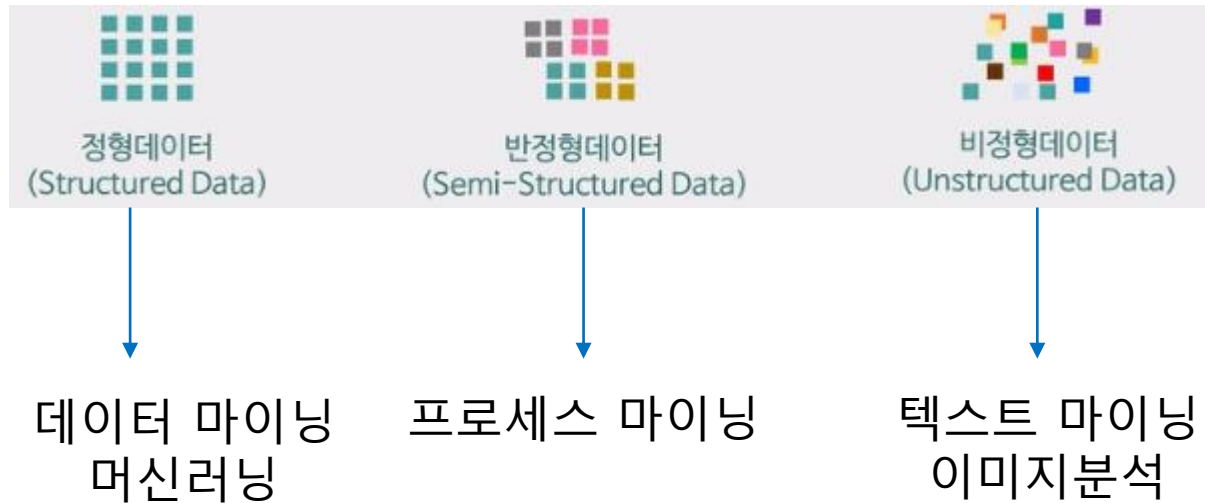 정형데이터
(Structured Data)
반정형데이터
(Semi-Structured Data)
비정형데이터
(Unstructured Data)
데이터 마이닝
머신러닝
프로세스 마이닝
텍스트 마이닝
이미지분석